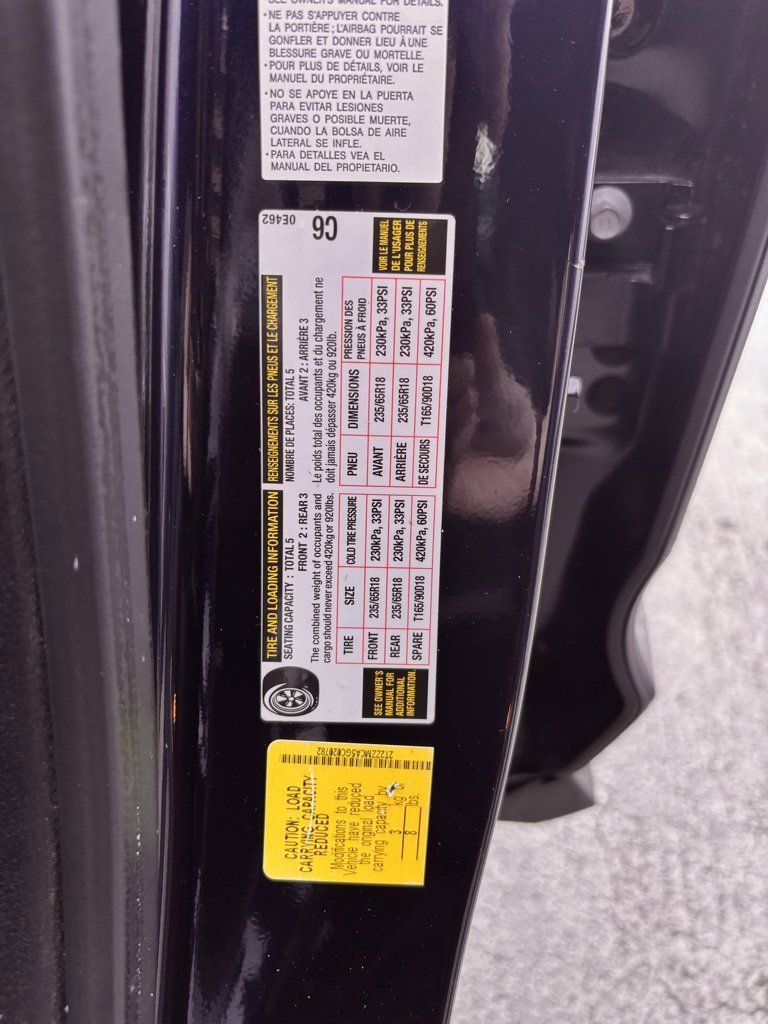 SEE OWNER'S MANUAL FOR DETAILS.
• NE PAS S'APPUYER CONTRE
LA PORTIÈRE; L'AIRBAG POURRAIT SE
GONFLER ET DONNER LIEU À UNE
BLESSURE GRAVE OU MORTELLE.
• POUR PLUS DE DÉTAILS, VOIR LE
MANUEL DU PROPRIÉTAIRE.
• NO SE APOYE EN LA PUERTA
PARA EVITAR LESIONES
GRAVES O POSIBLE MUERTE,
CUANDO LA BOLSA DE AIRE
LATERAL SE INFLE.
• PARA DETALLES VEA EL
MANUAL DEL PROPIETARIO.
0E462
C6
TIRE AND LOADING INFORMATION
SEATING CAPACITY : TOTAL 5
FRONT 2 : REAR 3
The combined weight of occupants and
cargo should never exceed 420kg or 920lbs.
TIRE SIZE COLD TIRE PRESSURE
FRONT 235/65R18 230kPa, 33PSI
REAR 235/65R18 230kPa, 33PSI
SPARE T165/90D18 420kPa, 60PSI
SEE OWNER'S
MANUAL FOR
ADDITIONAL
INFORMATION.
RENSEIGNEMENTS SUR LES PNEUS ET LE CHARGEMENT
NOMBRE DE PLACES: TOTAL 5
AVANT 2 : ARRIÈRE 3
Le poids total des occupants et du chargement ne
doit jamais dépasser 420kg ou 920lb.
PNEU DIMENSIONS PRESSION DES
PNEUS À FROID
AVANT 235/65R18 230kPa, 33PSI
ARRIÈRE 235/65R18 230kPa, 33PSI
DE SECOURS T165/90D18 420kPa, 60PSI
VOIR LE MANUEL
DE L'USAGER
POUR PLUS DE
RENSEIGNEMENTS
CAUTION: LOAD
CARRYING CAPACITY
REDUCED
Modifications to this
Vehicle have reduced
the original load
carrying capacity by
3 kg or
8 lbs.
2T2ZZMCA5GC020782